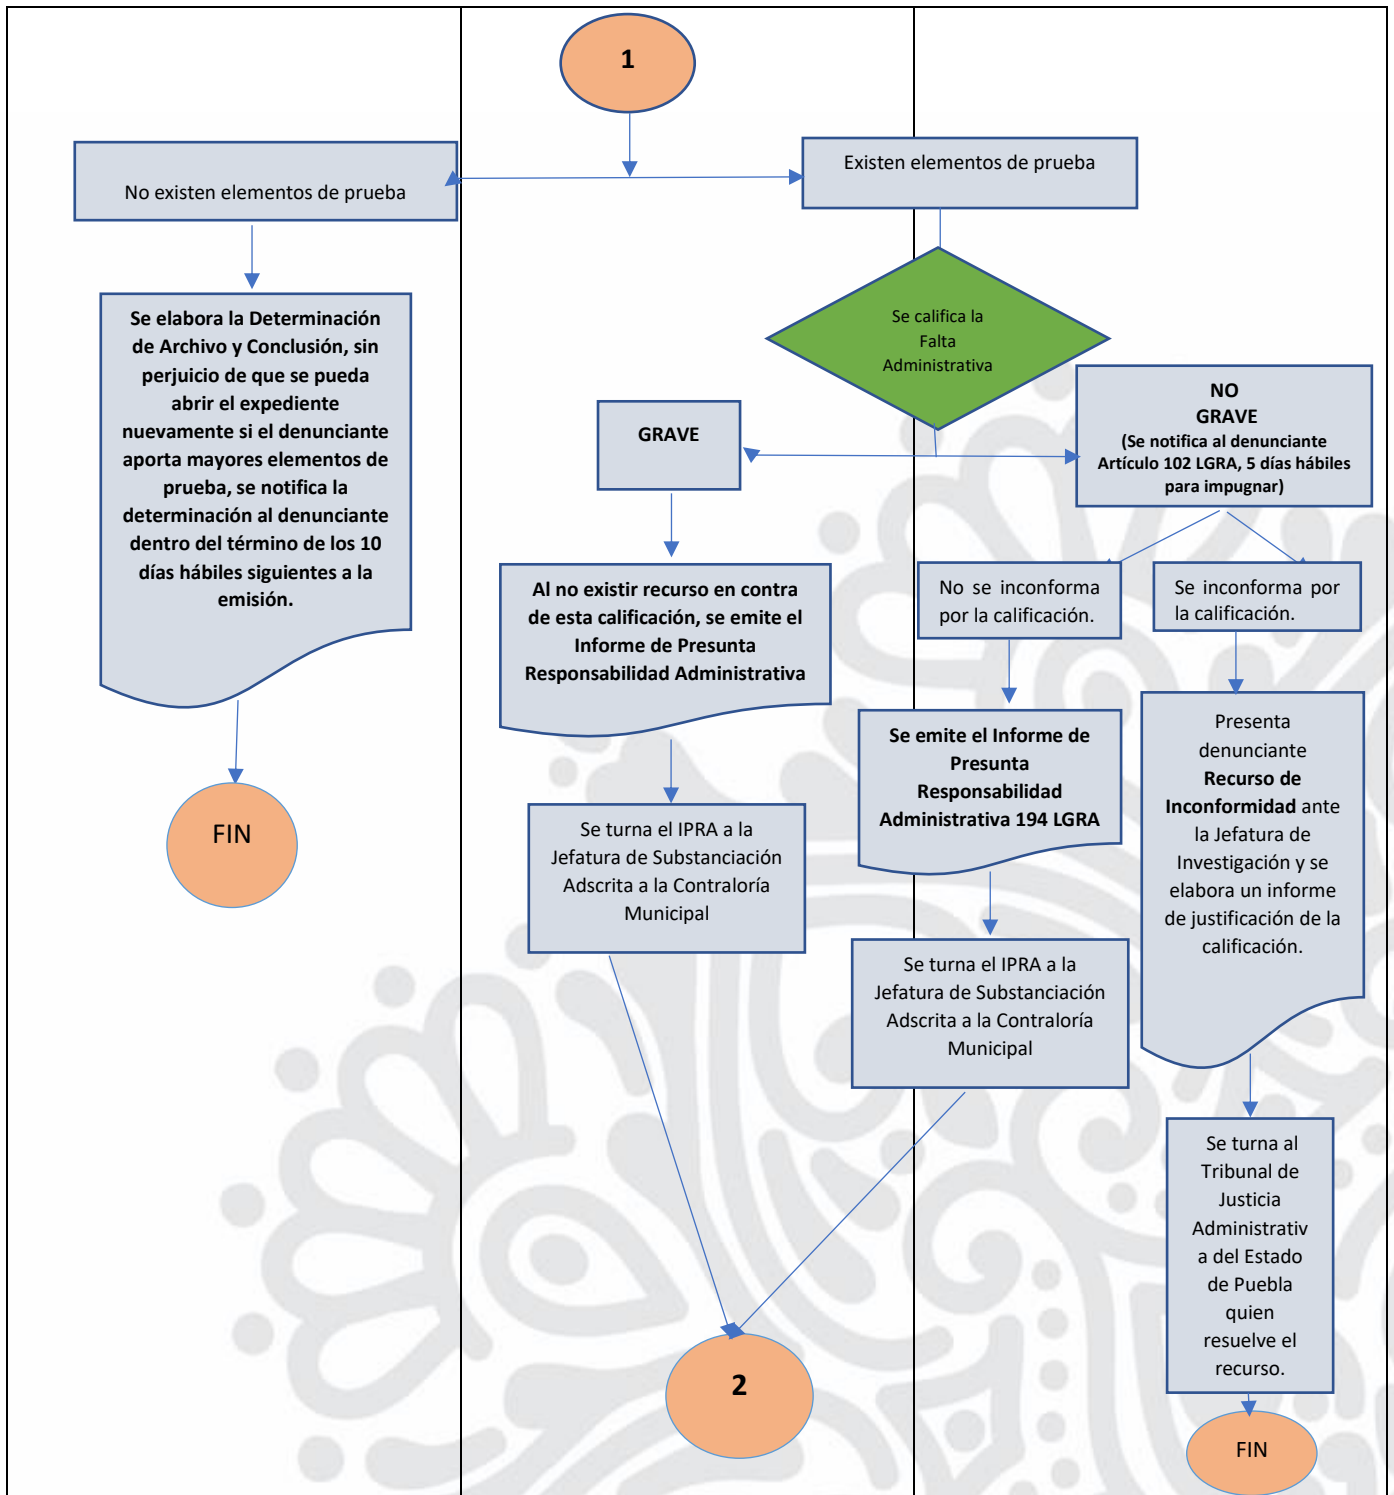 1
No existen elementos de prueba
Existen elementos de prueba
Se elabora la Determinación
de Archivo y Conclusión, sin
perjuicio de que se pueda
abrir el expediente
nuevamente si el denunciante
aporta mayores elementos de
prueba, se notifica la
determinación al denunciante
dentro del término de los 10
días hábiles siguientes a la
emisión.
FIN
Se califica la
Falta
Administrativa
GRAVE
NO
GRAVE
(Se notifica al denunciante
Artículo 102 LGRA, 5 días hábiles
para impugnar)
Al no existir recurso en contra
de esta calificación, se emite el
Informe de Presunta
Responsabilidad Administrativa
No se inconforma
por la calificación.
Se inconforma por
la calificación.
Se turna el IPRA a la
Jefatura de Substanciación
Adscrita a la Contraloría
Municipal
Se emite el Informe de
Presunta
Responsabilidad
Administrativa 194 LGRA
Presenta
denunciante
Recurso de
Inconformidad ante
la Jefatura de
Investigación y se
elabora un informe
de justificación de la
calificación.
Se turna el IPRA a la
Jefatura de Substanciación
Adscrita a la Contraloría
Municipal
Se turna al
Tribunal de
Justicia
Administrativ
a del Estado
de Puebla
quien
resuelve el
recurso.
2
FIN